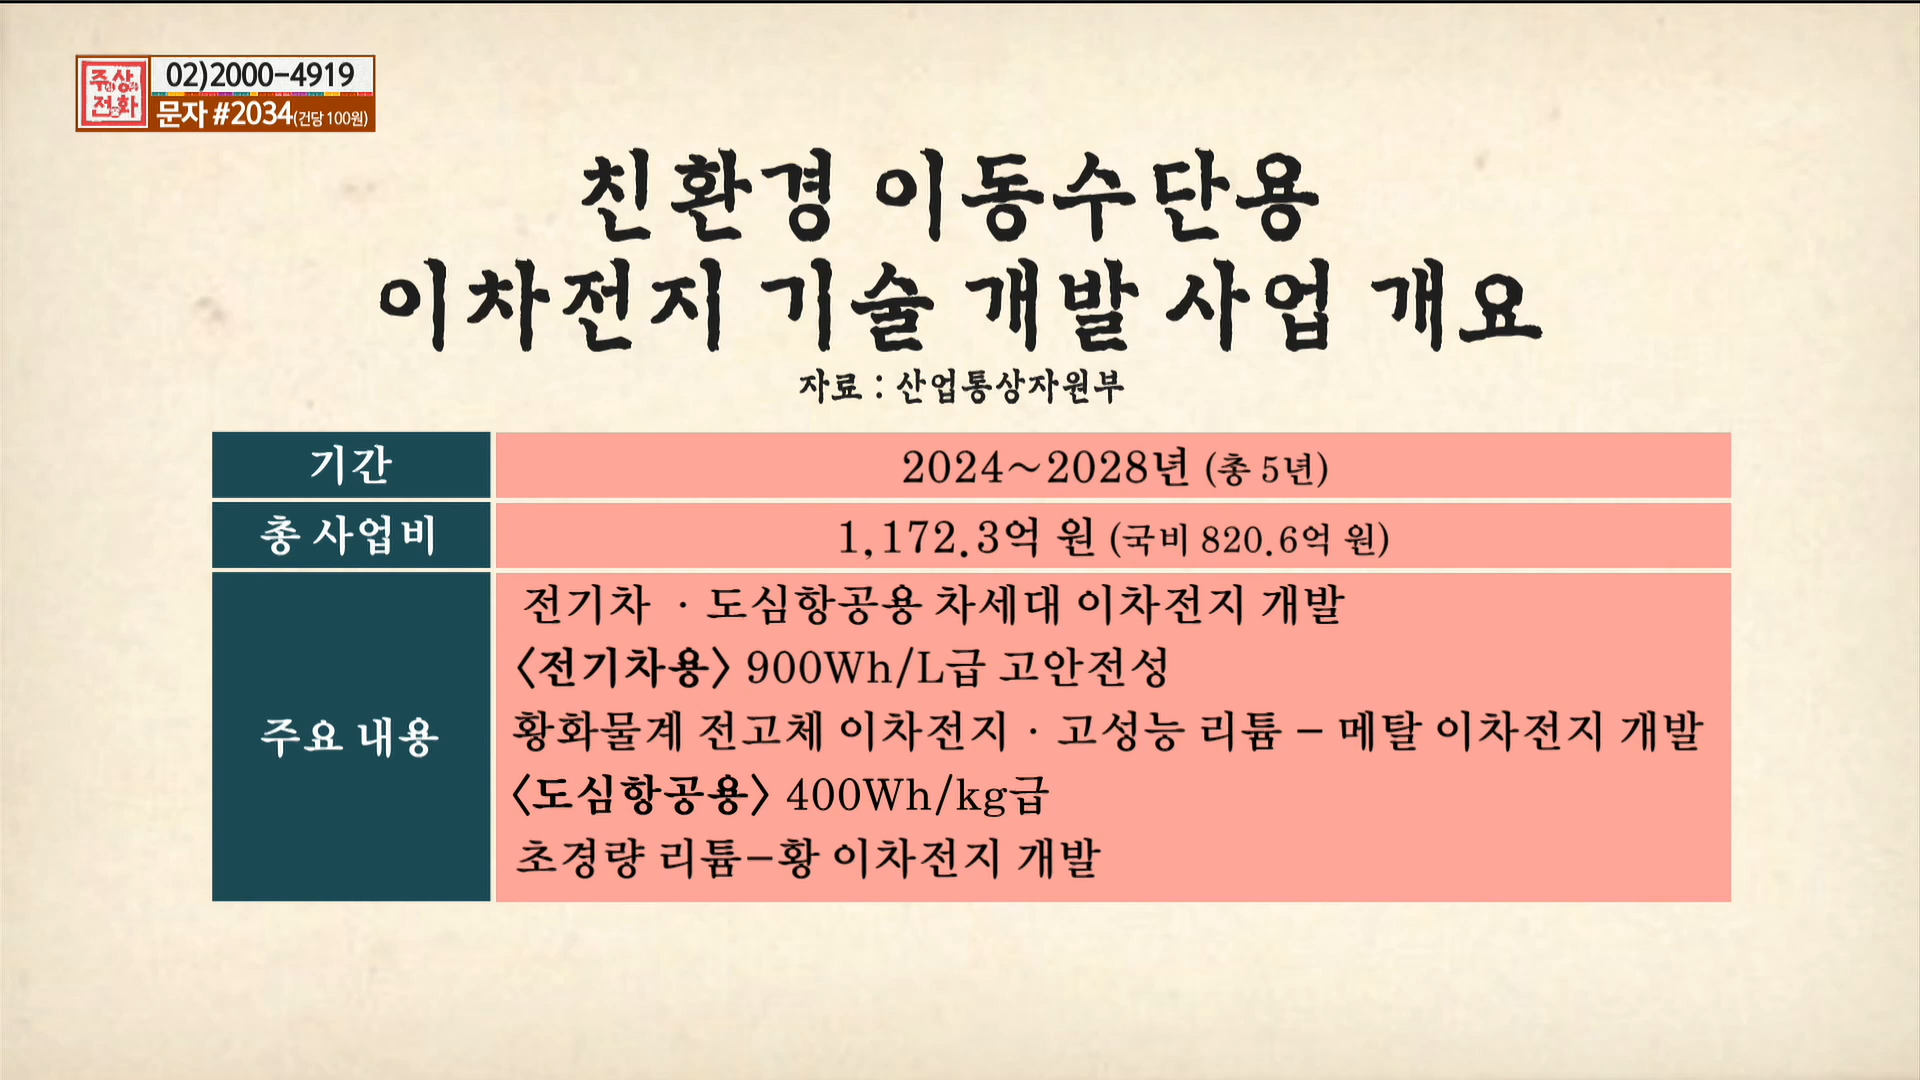 주상
전화
02)2000-4919
문자 #2034(건당 100원)
친환경 이동수단용
이차전지 기술 개발 사업 개요
자료 : 산업통상자원부
기간
2024~2028년 (총 5년)
총 사업비
1,172.3억 원 (국비 820.6억 원)
주요 내용
전기차 · 도심항공용 차세대 이차전지 개발
<전기차용> 900Wh/L급 고안전성
황화물계 전고체 이차전지 · 고성능 리튬 - 메탈 이차전지 개발
<도심항공용> 400Wh/kg급
초경량 리튬-황 이차전지 개발